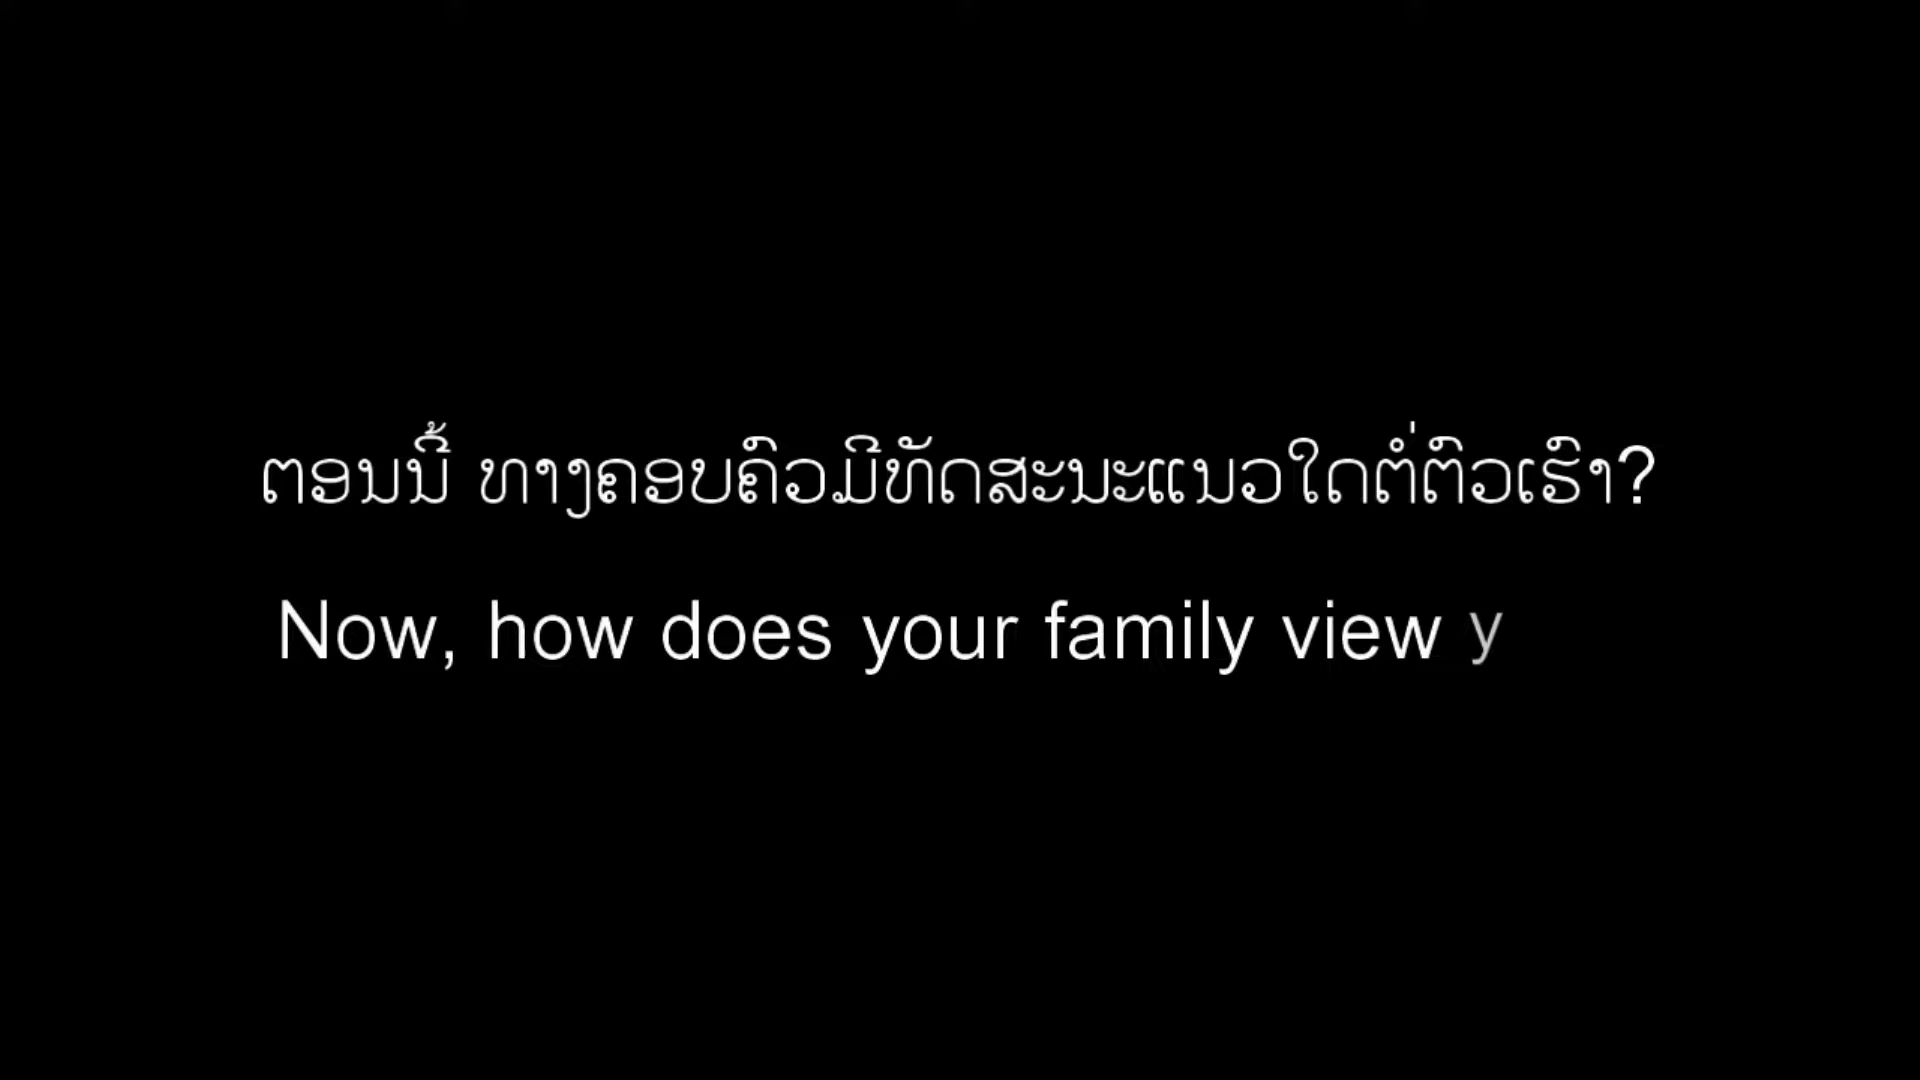 ຕອນນີ້ ທາງຄອບຄົວມີທັດສະນະແນວໃດຕໍ່ຕົວເຮົາ?
Now, how does your family view y